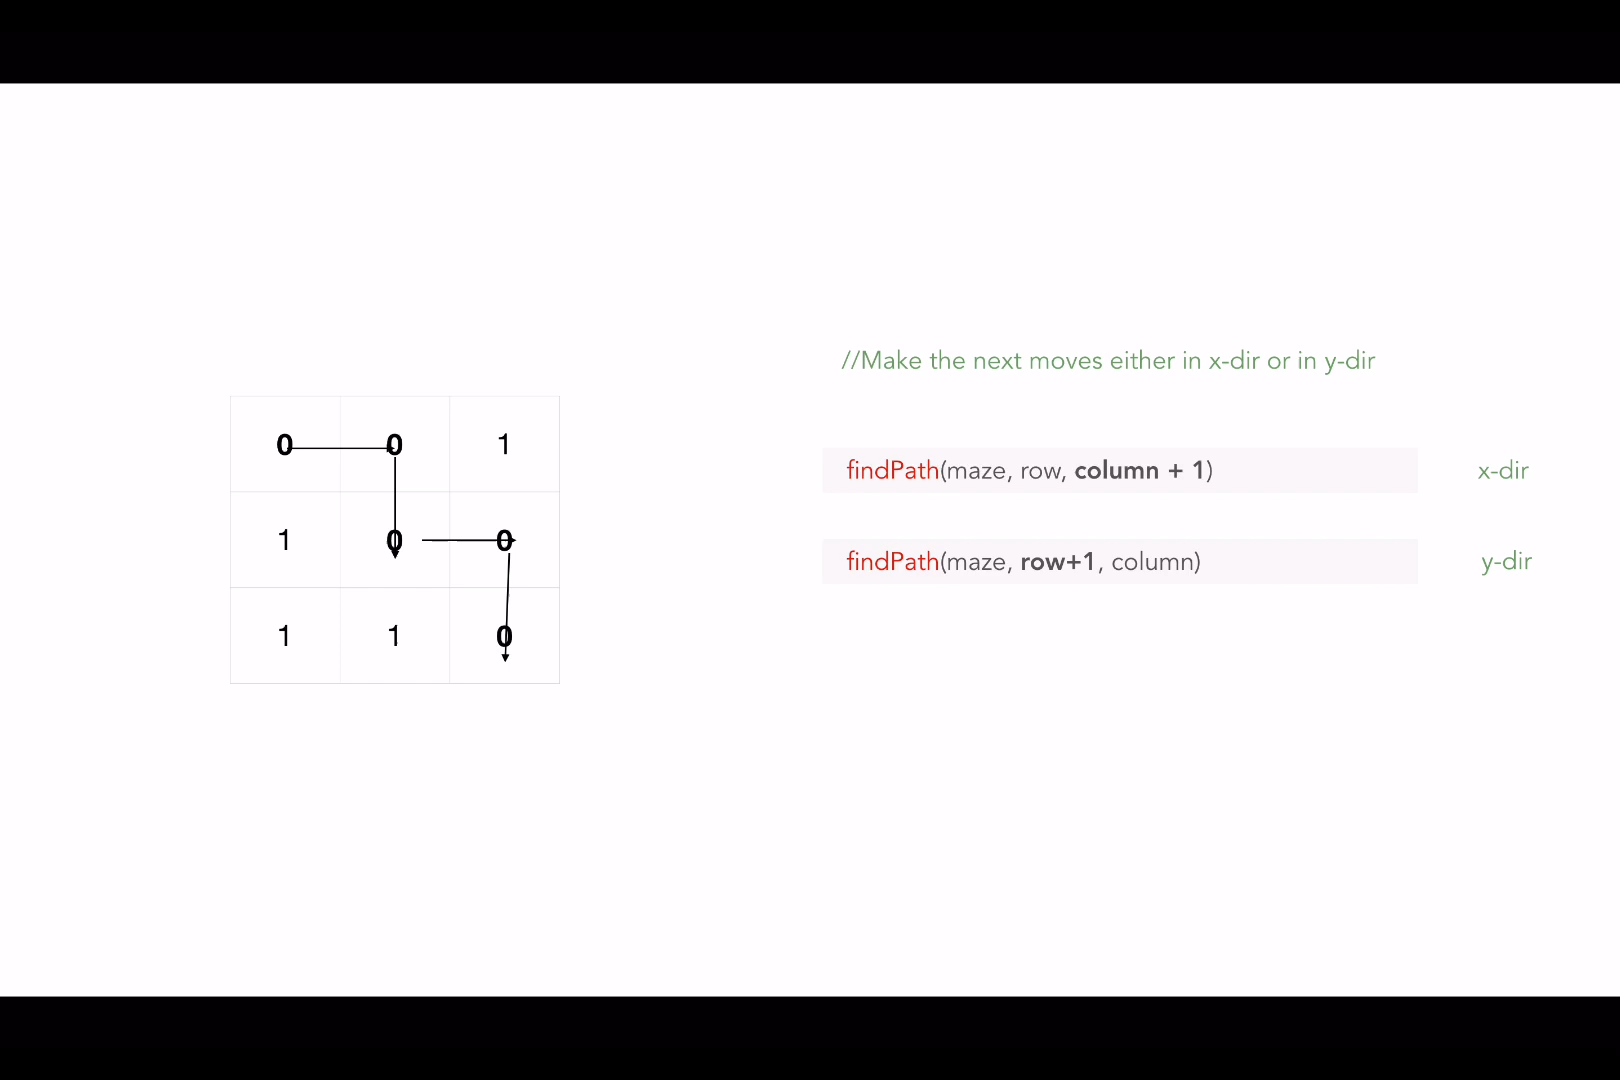 //Make the next moves either in x-dir or in y-dir
0 0 1
1 0 0
1 1 0
findPath(maze, row, column + 1) x-dir
findPath(maze, row+1, column) y-dir